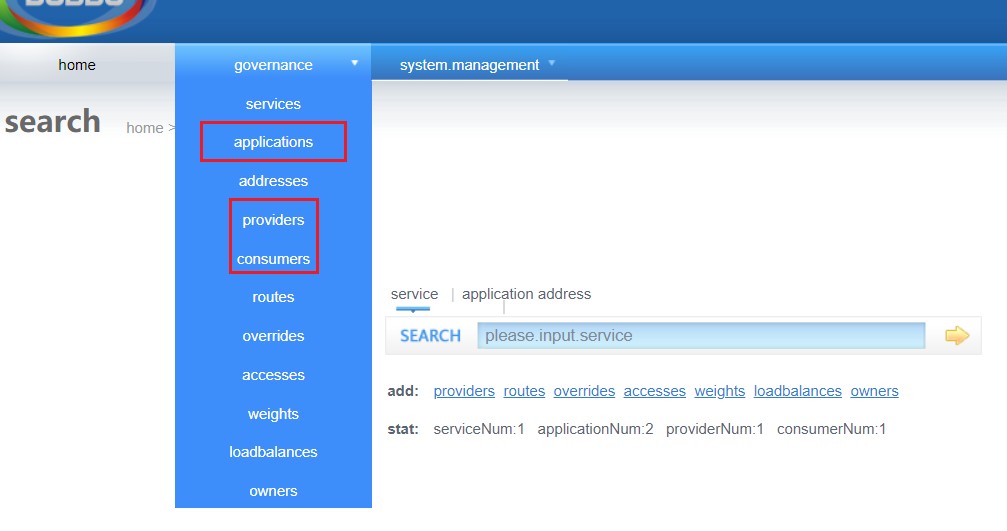 DUBBO
home governance system.management
services
search home > applications
addresses
providers
consumers
routes
overrides
accesses
weights
loadbalances
owners
service | application address
SEARCH please.input.service
add: providers routes overrides accesses weights loadbalances owners
stat: serviceNum:1 applicationNum:2 providerNum:1 consumerNum:1